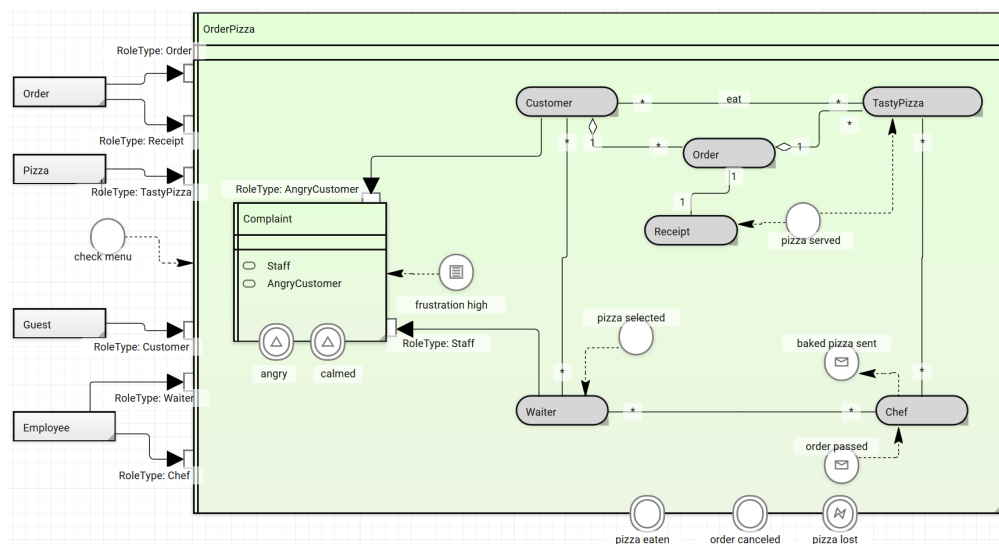 OrderPizza
RoleType: Order
Order
RoleType: Receipt
Pizza
RoleType: TastyPizza
check menu
Guest
RoleType: Customer
RoleType: Waiter
Employee
RoleType: Chef
Customer
*
eat
*
TastyPizza
*
1
*
*
Order
1
*
1
1
Receipt
pizza served
RoleType: AngryCustomer
Complaint
Staff
AngryCustomer
angry
calmed
frustration high
RoleType: Staff
pizza selected
baked pizza sent
*
*
Waiter
*
*
Chef
order passed
pizza eaten
order canceled
pizza lost